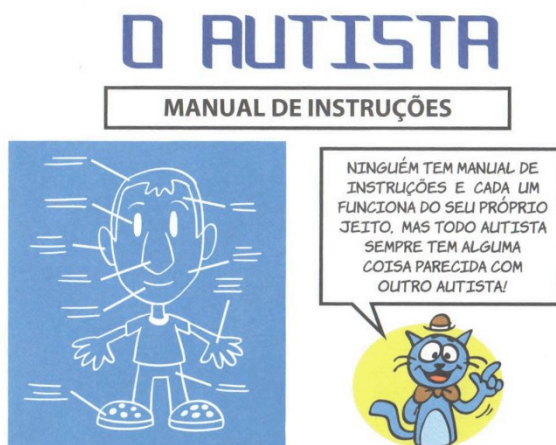 O AUTISTA
MANUAL DE INSTRUÇÕES
NINGUÉM TEM MANUAL DE
INSTRUÇÕES E CADA UM
FUNCIONA DO SEU PRÓPRIO
JEITO. MAS TODO AUTISTA
SEMPRE TEM ALGUMA
COISA PARECIDA COM
OUTRO AUTISTA!